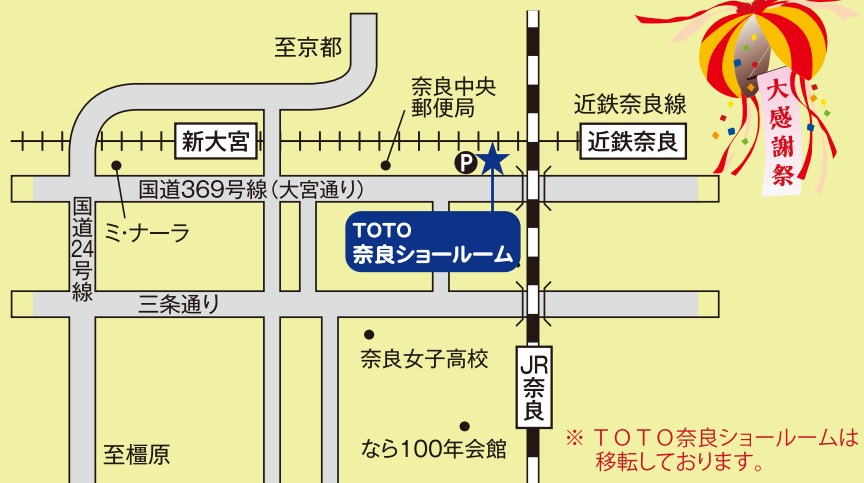 至京都
奈良中央
郵便局
近鉄奈良線
大感謝祭
新大宮
近鉄奈良
P
国道369号線(大宮通り)
国道24号線
ミ・ナーラ
TOTO
奈良ショールーム
三条通り
奈良女子高校
JR奈良
なら100年会館
至橿原
※ TOTO奈良ショールームは
移転しております。